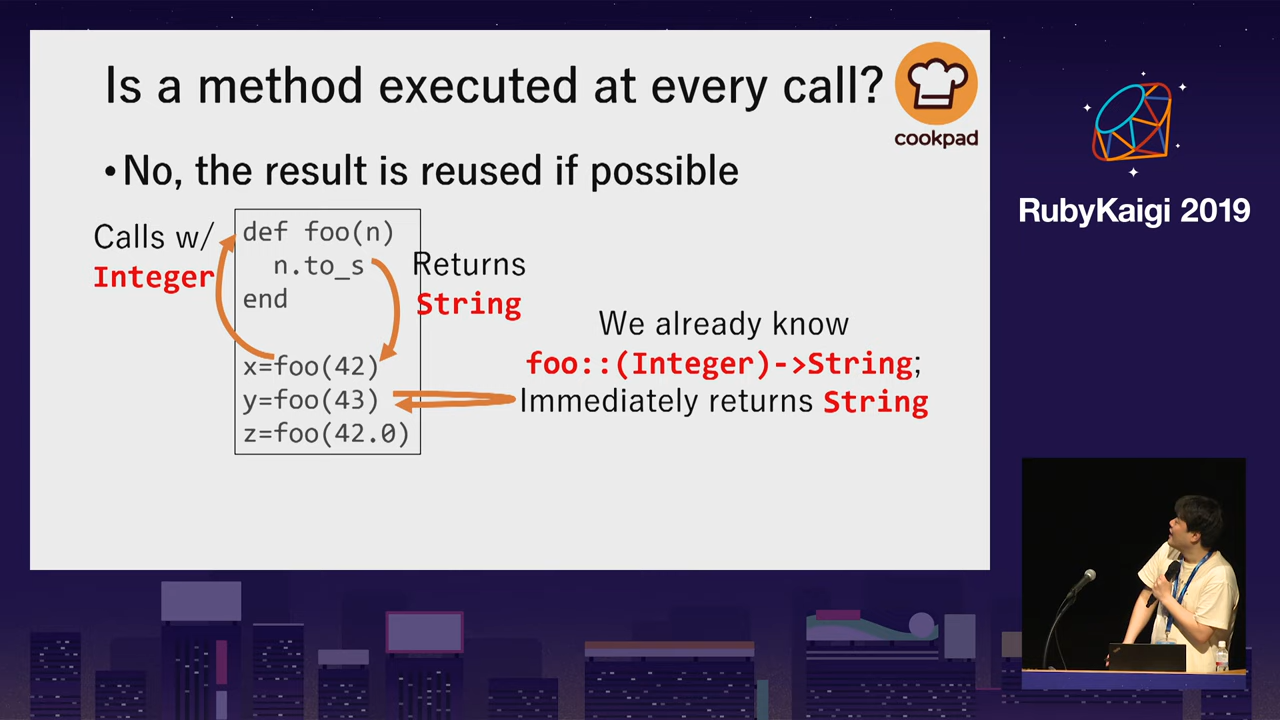 Is a method executed at every call?
cookpad
•No, the result is reused if possible
Calls w/
Integer
def foo(n)
n.to_s
end
x=foo(42)
y=foo(43)
z=foo(42.0)
Returns
String
We already know
foo::(Integer)->String;
Immediately returns String
RubyKaigi 2019